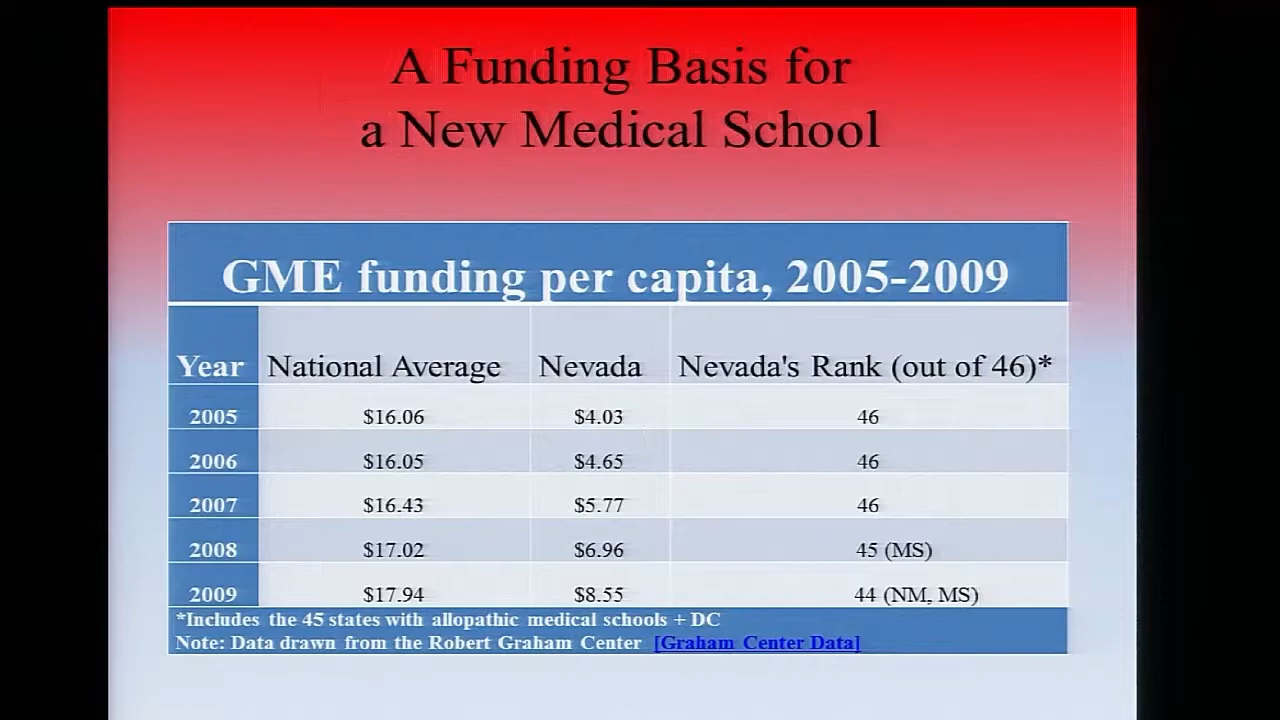 A Funding Basis for
a New Medical School
GME funding per capita, 2005-2009
Year National Average Nevada Nevada's Rank (out of 46)*
2005 $16.06 $4.03 46
2006 $16.05 $4.65 46
2007 $16.43 $5.77 46
2008 $17.02 $6.96 45 (MS)
2009 $17.94 $8.55 44 (NM, MS)
*Includes the 45 states with allopathic medical schools + DC
Note: Data drawn from the Robert Graham Center [Graham Center Data]